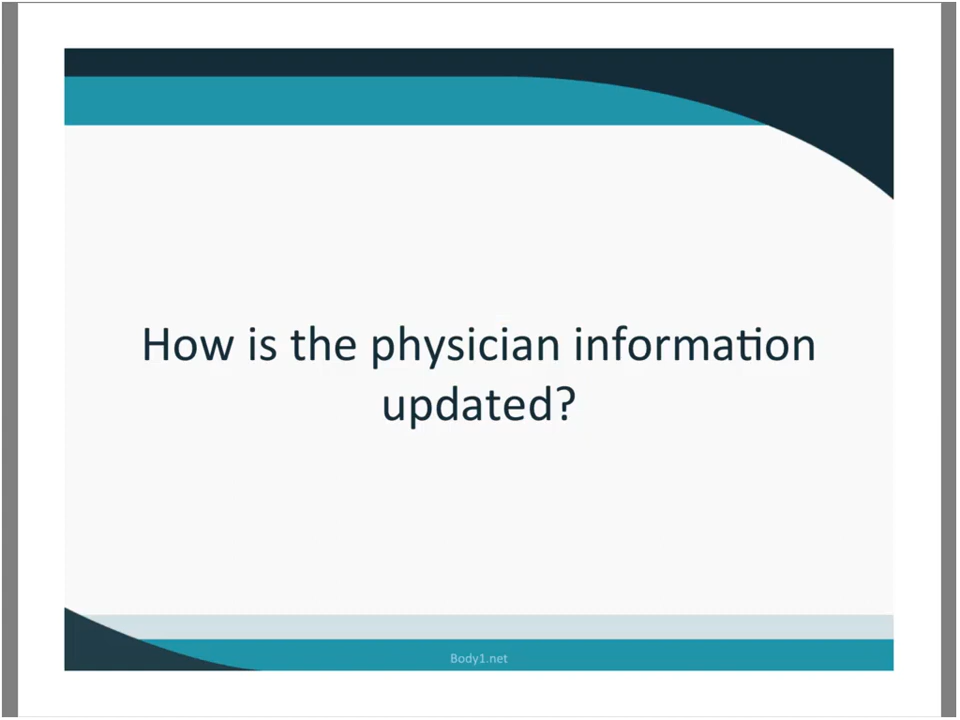 How is the physician information
updated?
Body1.net